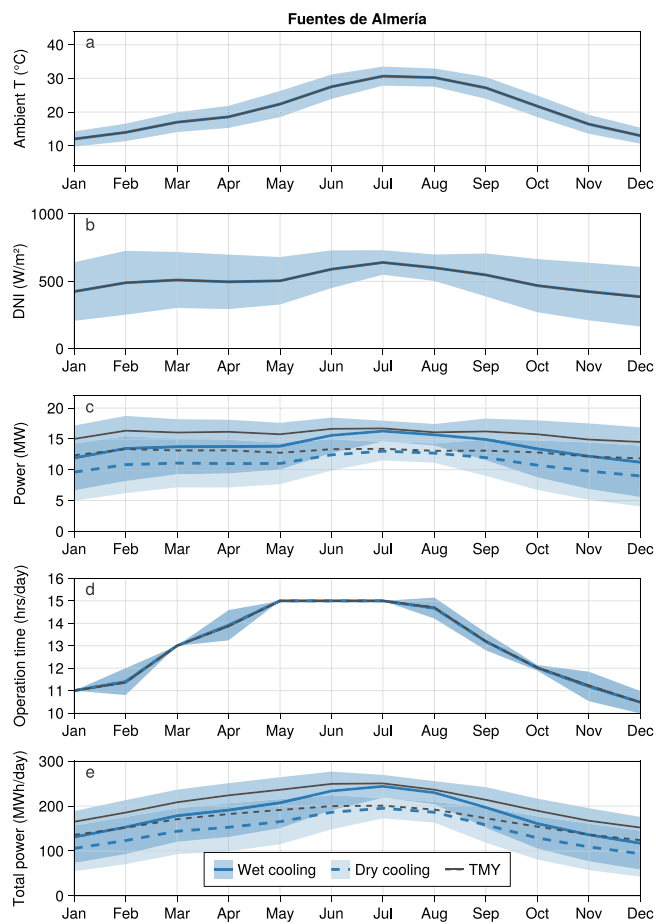 Fuentes de Almería
a
Ambient T (°C)
40
30
20
10
Jan Feb Mar Apr May Jun Jul Aug Sep Oct Nov Dec
b
DNI (W/m²)
1000
500
0
Jan Feb Mar Apr May Jun Jul Aug Sep Oct Nov Dec
c
Power (MW)
20
15
10
5
0
Jan Feb Mar Apr May Jun Jul Aug Sep Oct Nov Dec
d
Operation time (hrs/day)
16
15
14
13
12
11
10
Jan Feb Mar Apr May Jun Jul Aug Sep Oct Nov Dec
e
Total power (MWh/day)
300
200
100
0
Wet cooling Dry cooling TMY
Jan Feb Mar Apr May Jun Jul Aug Sep Oct Nov Dec